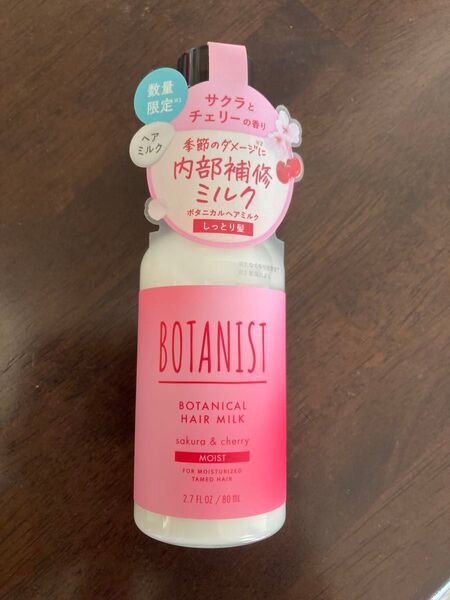 数量
限定※1
ヘア
ミルク
サクラと
チェリーの香り
季節のダメージに※2
内部補修
ミルク
ボタニカルヘアミルク
しっとり髪
BOTANIST
BOTANICAL
HAIR MILK
sakura & cherry
MOIST
FOR MOISTURIZED
TAMED HAIR
2.7 FL OZ / 80 mL